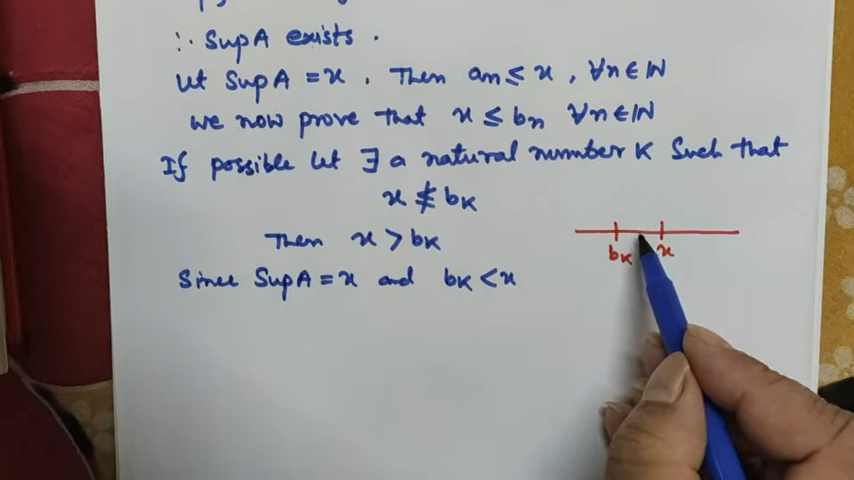 ∴ Sup A exists.
Let Sup A = x. Then an ≤ x, ∀n∈ℕ
we now prove that x ≤ bn ∀n∈ℕ
If possible let ∃ a natural number K such that
x ≰ bK
Then x > bK
bK x
Since Sup A = x and bK < x